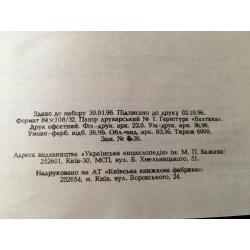 Здано до набору 30.01.96. Підписано до друку 02.10.96.
Формат 84×108/32. Папір друкарський № 1. Гарнітура «Балтика».
Друк офсетний. Фіз.-друк. арк. 22,0. Ум.-друк. арк. 36,96.
Умовн.-фарб. відб. 36,96. Обл.-вид. арк. 83,36. Тираж 6000.
Зам. № 6-26.
Адреса видавництва «Українська енциклопедія» ім. М. П. Бажана:
252601, Київ-30, МСП, вул. Б. Хмельницького, 51.
Надруковано на АТ «Київська книжкова фабрика»:
252054, м. Київ, вул. Воровського, 24.